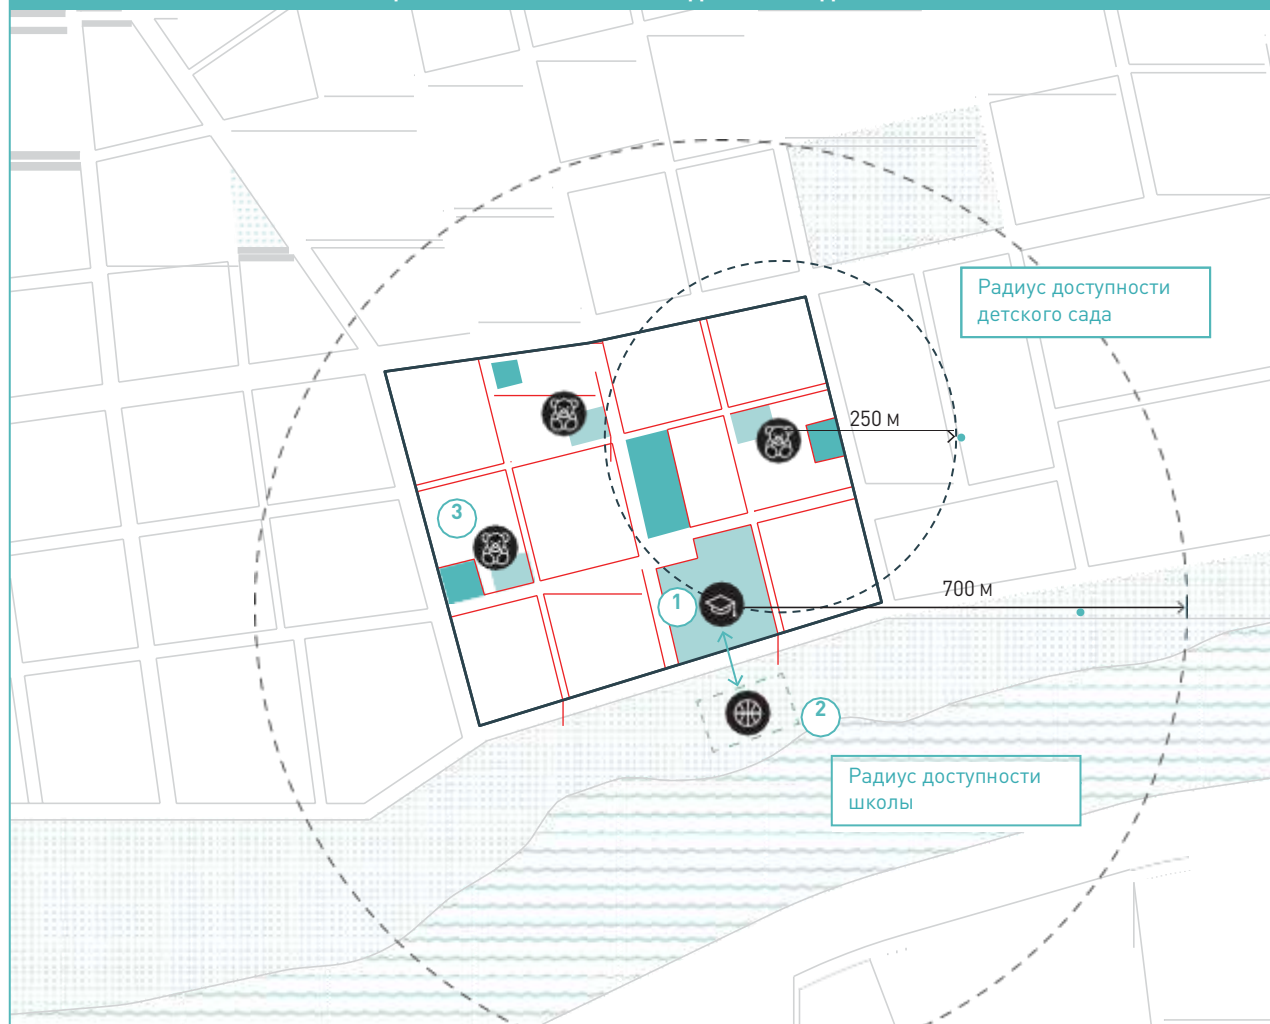 Радиус доступности
детского сада
250 м
3
700 м
1
2
Радиус доступности
школы